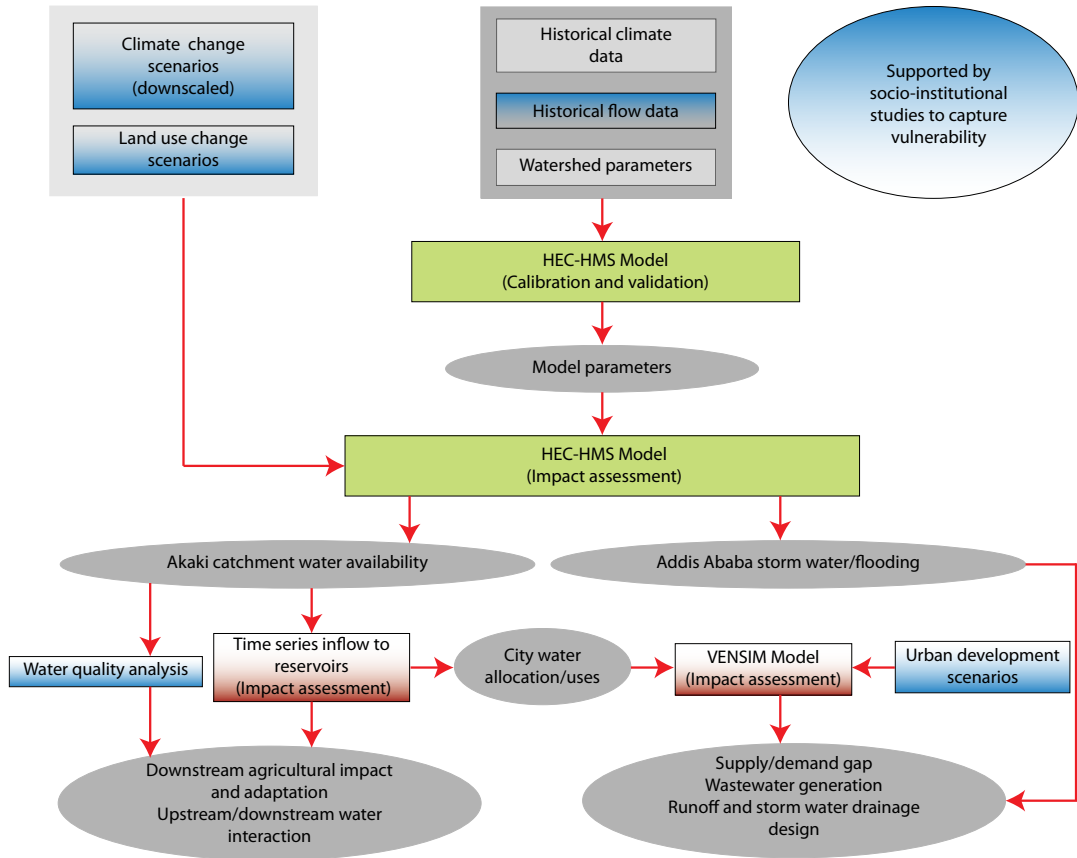 Climate change
scenarios
(downscaled)
Land use change
scenarios
Historical climate
data
Historical flow data
Watershed parameters
Supported by
socio-institutional
studies to capture
vulnerability
HEC-HMS Model
(Calibration and validation)
Model parameters
HEC-HMS Model
(Impact assessment)
Akaki catchment water availability
Addis Ababa storm water/flooding
Water quality analysis
Time series inflow to
reservoirs
(Impact assessment)
City water
allocation/uses
VENSIM Model
(Impact assessment)
Urban development
scenarios
Downstream agricultural impact
and adaptation
Upstream/downstream water
interaction
Supply/demand gap
Wastewater generation
Runoff and storm water drainage
design